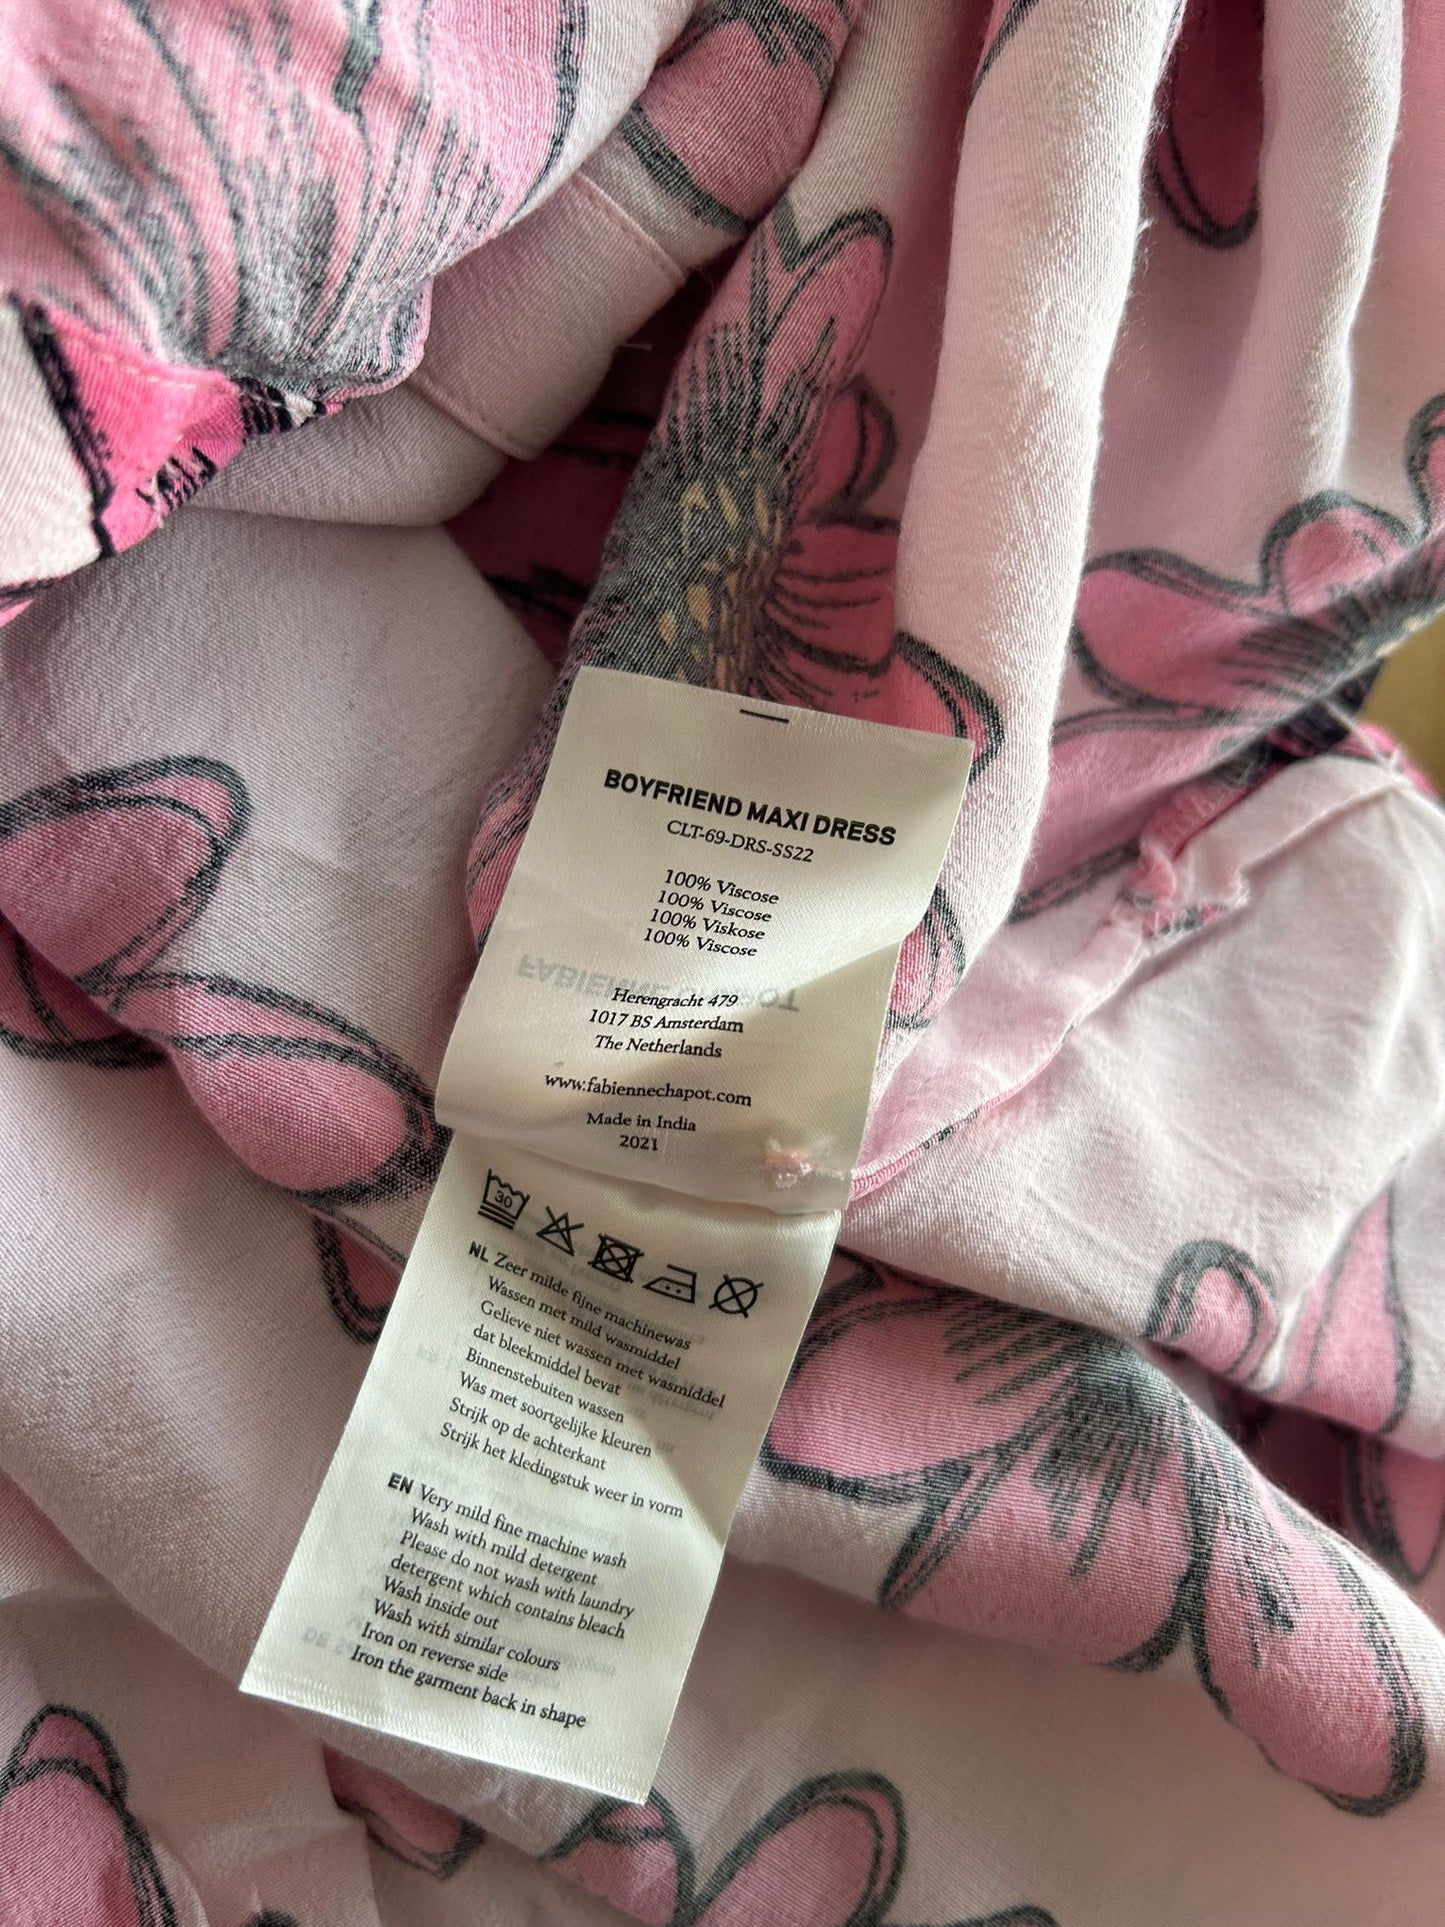 BOYFRIEND MAXI DRESS
CLT-69-DRS-SS22
100% Viscose
100% Viscose
100% Viskose
100% Viscose
Herengracht 479
1017 BS Amsterdam
The Netherlands
www.fabiennechapot.com
Made in India
2021
30
NL Zeer milde fijne machinewas
Wassen met mild wasmiddel
Gelieve niet wassen met wasmiddel
dat bleekmiddel bevat
Binnenstebuiten wassen
Was met soortgelijke kleuren
Strijk op de achterkant
Strijk het kledingstuk weer in vorm
EN Very mild fine machine wash
Wash with mild detergent
Please do not wash with laundry
detergent which contains bleach
Wash inside out
Wash with similar colours
Iron on reverse side
Iron the garment back in shape